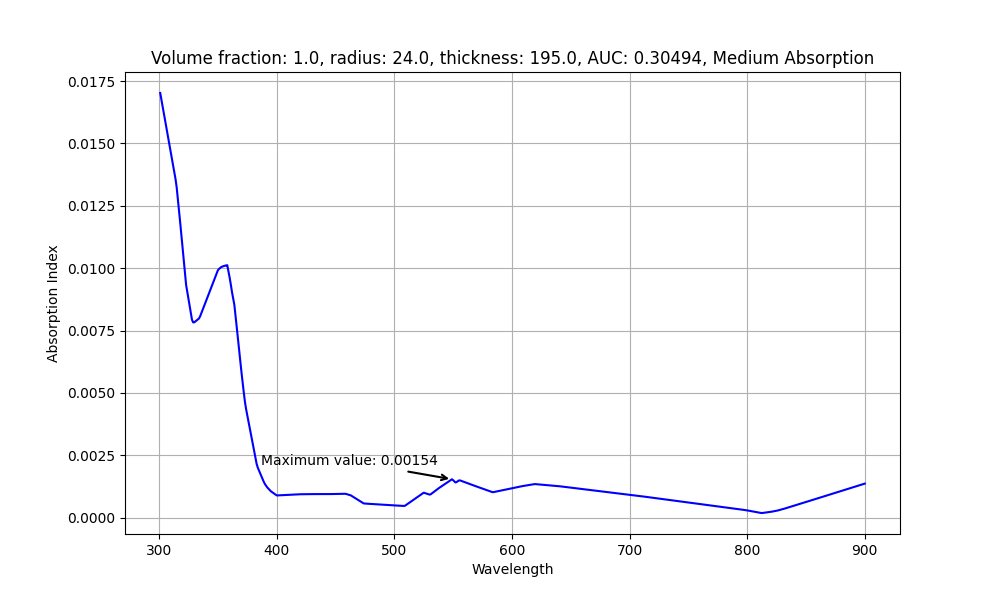 Volume fraction: 1.0, radius: 24.0, thickness: 195.0, AUC: 0.30494, Medium Absorption
0.0175
0.0150
0.0125
0.0100
0.0075
0.0050
0.0025
0.0000
Absorption Index
Maximum value: 0.00154
300 400 500 600 700 800 900
Wavelength